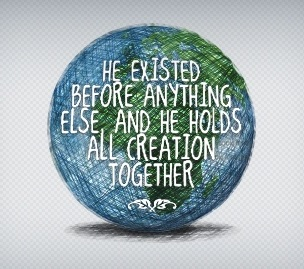 HE EXISTED
BEFORE ANYTHING
ELSE, AND HE HOLDS
ALL CREATION
TOGETHER